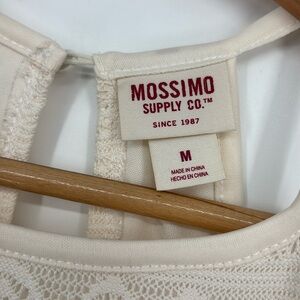 MOSSIMO
SUPPLY CO.™
SINCE 1987
M
MADE IN CHINA
HECHO EN CHINA